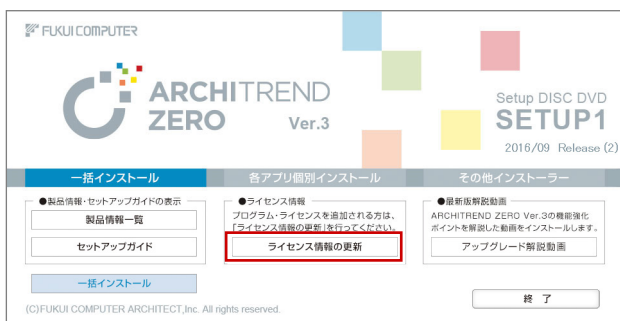 FUKUI COMPUTER
ARCHITREND
ZERO Ver.3
Setup DISC DVD
SETUP1
2016/09 Release (2)
一括インストール 各アプリ個別インストール その他インストーラー
●製品情報・セットアップガイドの表示
製品情報一覧
セットアップガイド
●ライセンス情報
プログラム・ライセンスを追加される方は、
「ライセンス情報の更新」を行ってください。
ライセンス情報の更新
●最新版解説動画
ARCHITREND ZERO Ver.3の機能強化
ポイントを解説した動画をインストールします。
アップグレード解説動画
一括インストール
終 了
(C)FUKUI COMPUTER ARCHITECT,Inc. All rights reserved.